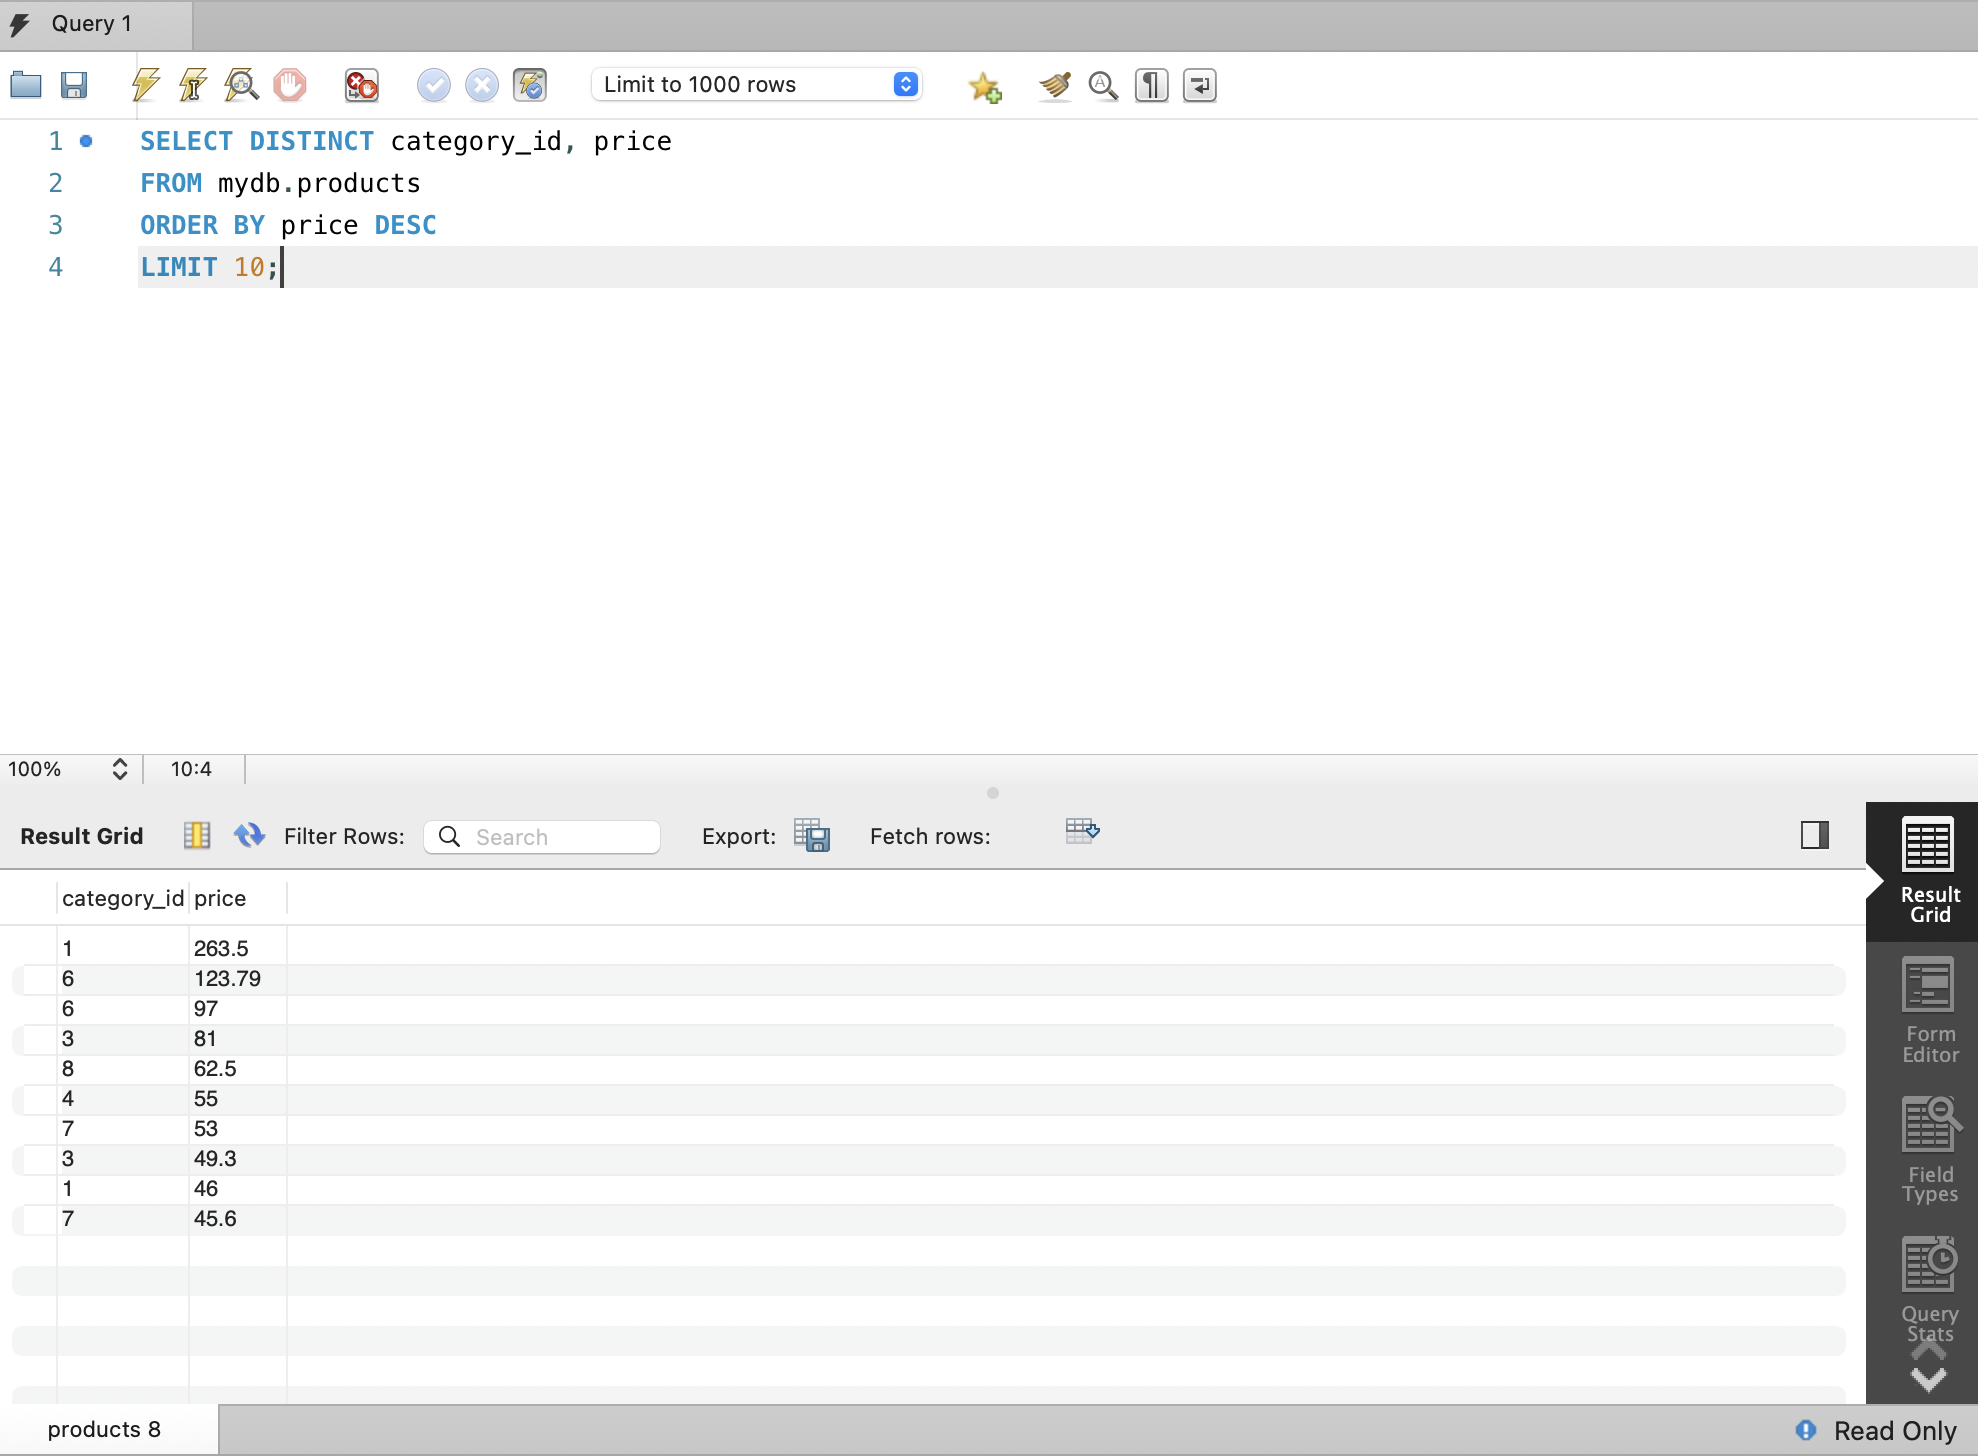 Query 1
Limit to 1000 rows
1 SELECT DISTINCT category_id, price
2 FROM mydb.products
3 ORDER BY price DESC
4 LIMIT 10;
100% 10:4
Result Grid Filter Rows: Search Export: Fetch rows:
category_id price
1 263.5
6 123.79
6 97
3 81
8 62.5
4 55
7 53
3 49.3
1 46
7 45.6
Result
Grid
Form
Editor
Field
Types
Query
Stats
products 8 Read Only